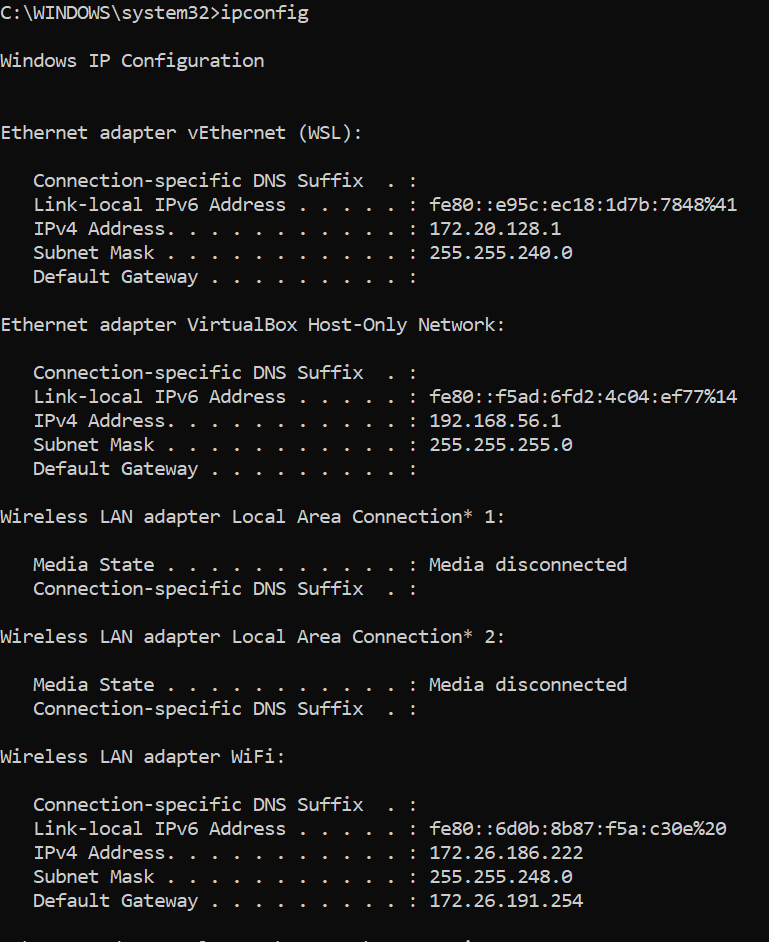 C:\WINDOWS\system32>ipconfig
Windows IP Configuration
Ethernet adapter vEthernet (WSL):
Connection-specific DNS Suffix  . :
Link-local IPv6 Address . . . . . : fe80::e95c:ec18:1d7b:7848%41
IPv4 Address. . . . . . . . . . . : 172.20.128.1
Subnet Mask . . . . . . . . . . . : 255.255.240.0
Default Gateway . . . . . . . . . :
Ethernet adapter VirtualBox Host-Only Network:
Connection-specific DNS Suffix  . :
Link-local IPv6 Address . . . . . : fe80::f5ad:6fd2:4c04:ef77%14
IPv4 Address. . . . . . . . . . . : 192.168.56.1
Subnet Mask . . . . . . . . . . . : 255.255.255.0
Default Gateway . . . . . . . . . :
Wireless LAN adapter Local Area Connection* 1:
Media State . . . . . . . . . . . : Media disconnected
Connection-specific DNS Suffix  . :
Wireless LAN adapter Local Area Connection* 2:
Media State . . . . . . . . . . . : Media disconnected
Connection-specific DNS Suffix  . :
Wireless LAN adapter WiFi:
Connection-specific DNS Suffix  . :
Link-local IPv6 Address . . . . . : fe80::6d0b:8b87:f5a:c30e%20
IPv4 Address. . . . . . . . . . . : 172.26.186.222
Subnet Mask . . . . . . . . . . . : 255.255.248.0
Default Gateway . . . . . . . . . : 172.26.191.254